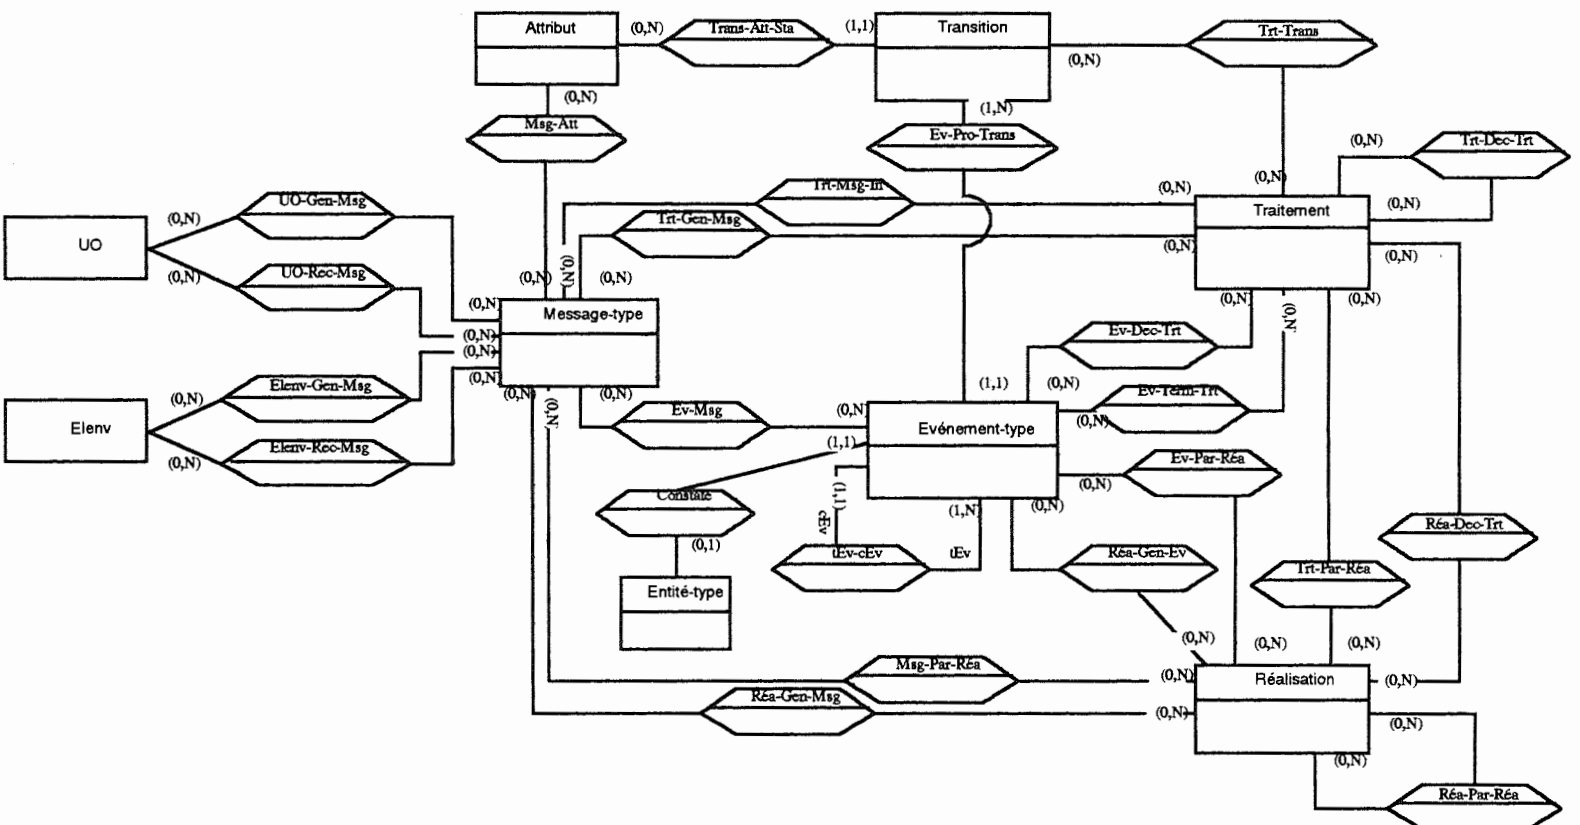 Attribut
(0,N)
Trans-Att-Sta
(1,1)
Transition
(0,N)
Trt-Trans
(0,N)
(1,N)
Msg-Att
Ev-Pro-Trans
(0,N)
Trt-Dec-Trt
(0,N)
(0,N)
Trt-Msg-In
(0,N)
UO-Gen-Msg
(0,N)
Trt-Gen-Msg
Traitement
(0,N)
UO
(0,N)
(0,N)
(0,N)
UO-Rec-Msg
(0,N)
(0,N)
(0,N)
(0,N)
(0,N)
(0,N)
(0,N)
Message-type
(0,N)
Ev-Dec-Trt
(0,N)
(0,N)
(0,N)
Elenv-Gen-Msg
(0,N)
(1,1)
(0,N)
(0,N)
(0,N)
(0,N)
Ev-Term-Trt
Ev-Msg
(0,N)
(0,N)
Elenv
Evénement-type
Elenv-Rec-Msg
(0,N)
(1,1)
Ev-Par-Réa
(0,N)
Constate
(1,1)
cEv
(1,N)
(0,N)
Réa-Dec-Trt
(0,1)
tEv-cEv
tEv
Réa-Gen-Ev
Trt-Par-Réa
Entité-type
(0,N)
(0,N)
(0,N)
Msg-Par-Réa
(0,N)
Réalisation
(0,N)
Réa-Gen-Msg
(0,N)
(0,N)
(0,N)
Réa-Par-Réa